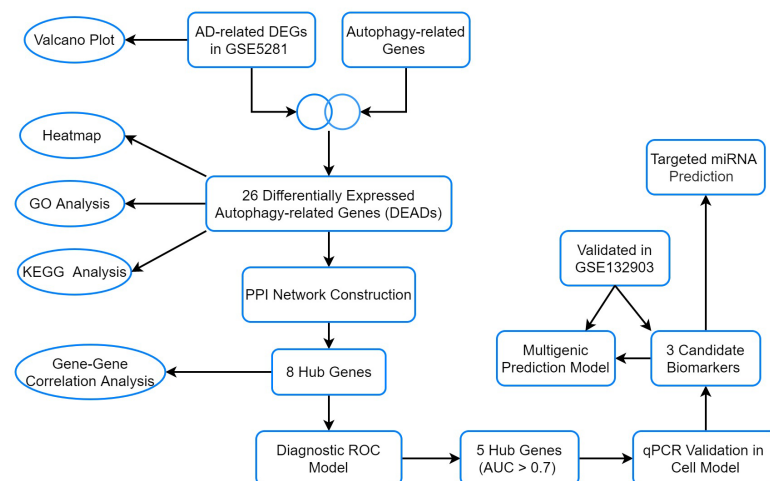 Valcano Plot
AD-related DEGs
in GSE5281
Autophagy-related
Genes
Heatmap
GO Analysis
KEGG Analysis
26 Differentially Expressed
Autophagy-related Genes (DEADs)
PPI Network Construction
Gene-Gene
Correlation Analysis
8 Hub Genes
Diagnostic ROC
Model
5 Hub Genes
(AUC > 0.7)
qPCR Validation in
Cell Model
3 Candidate
Biomarkers
Multigenic
Prediction Model
Validated in
GSE132903
Targeted miRNA
Prediction